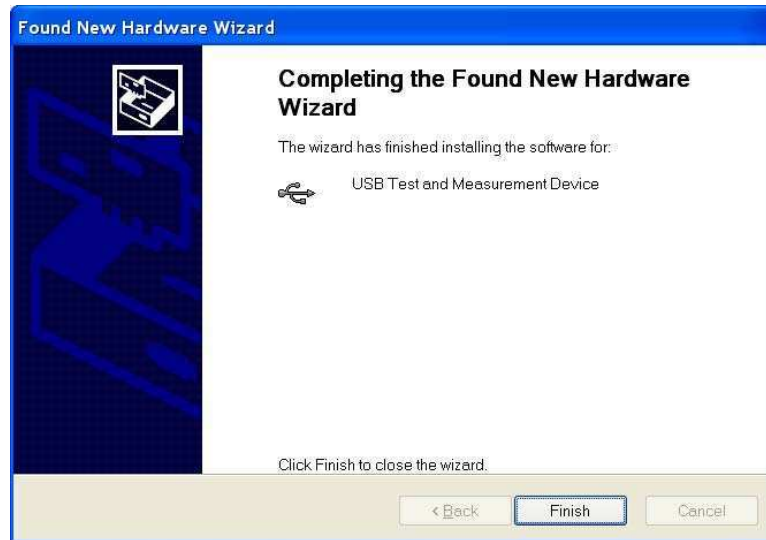 Found New Hardware Wizard
Completing the Found New Hardware
Wizard
The wizard has finished installing the software for:
USB Test and Measurement Device
Click Finish to close the wizard.
< Back
Finish
Cancel